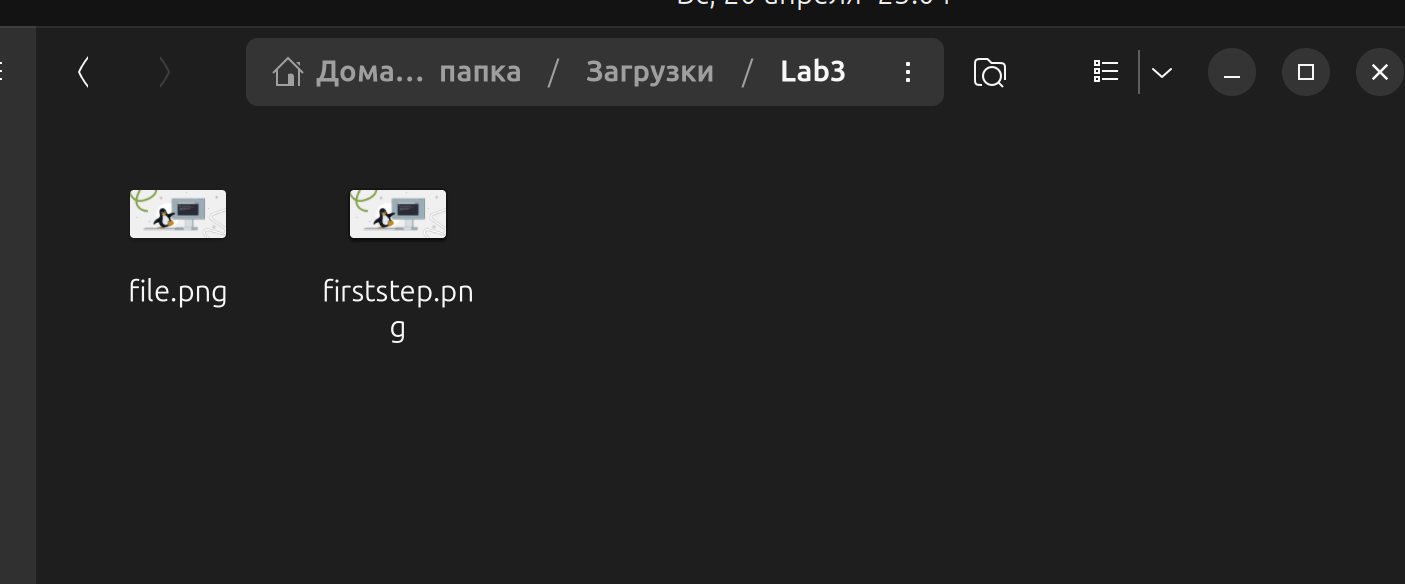 Дома… папка / Загрузки / Lab3
file.png
firststep.pn
g